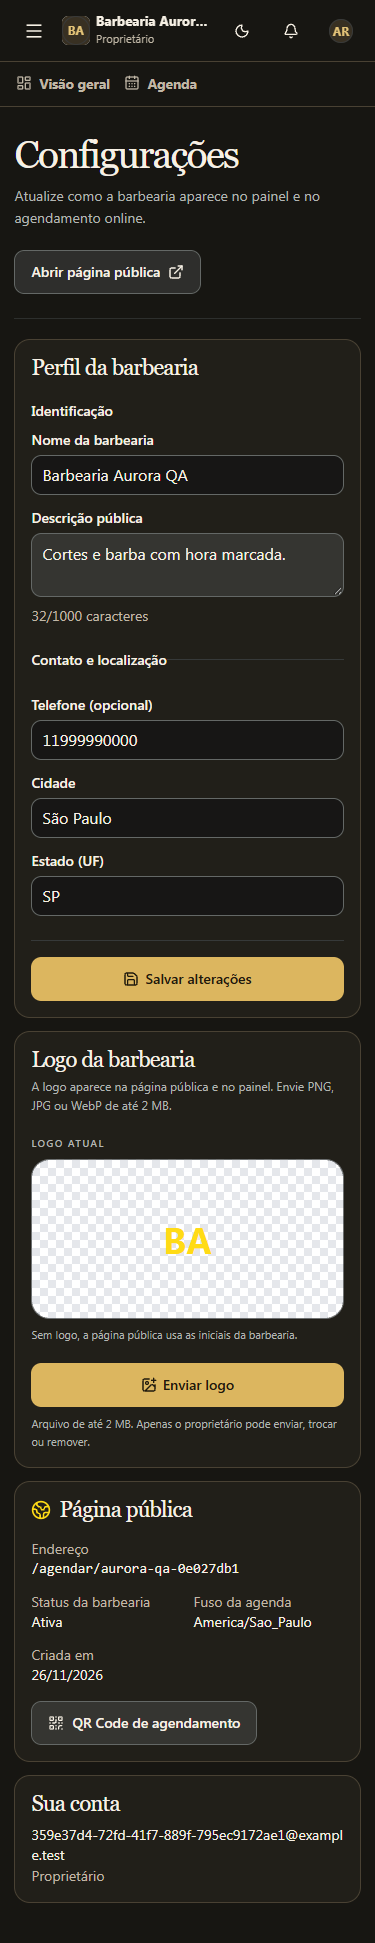 BA
Barbearia Auror...
Proprietário
AR
Visão geral
Agenda
Configurações
Atualize como a barbearia aparece no painel e no
agendamento online.
Abrir página pública
Perfil da barbearia
Identificação
Nome da barbearia
Barbearia Aurora QA
Descrição pública
Cortes e barba com hora marcada.
32/1000 caracteres
Contato e localização
Telefone (opcional)
11999990000
Cidade
São Paulo
Estado (UF)
SP
Salvar alterações
Logo da barbearia
A logo aparece na página pública e no painel. Envie PNG,
JPG ou WebP de até 2 MB.
LOGO ATUAL
BA
Sem logo, a página pública usa as iniciais da barbearia.
Enviar logo
Arquivo de até 2 MB. Apenas o proprietário pode enviar, trocar
ou remover.
Página pública
Endereço
/agendar/aurora-qa-0e027db1
Status da barbearia
Ativa
Fuso da agenda
America/Sao_Paulo
Criada em
26/11/2026
QR Code de agendamento
Sua conta
359e37d4-72fd-41f7-889f-795ec9172ae1@exampl
e.test
Proprietário